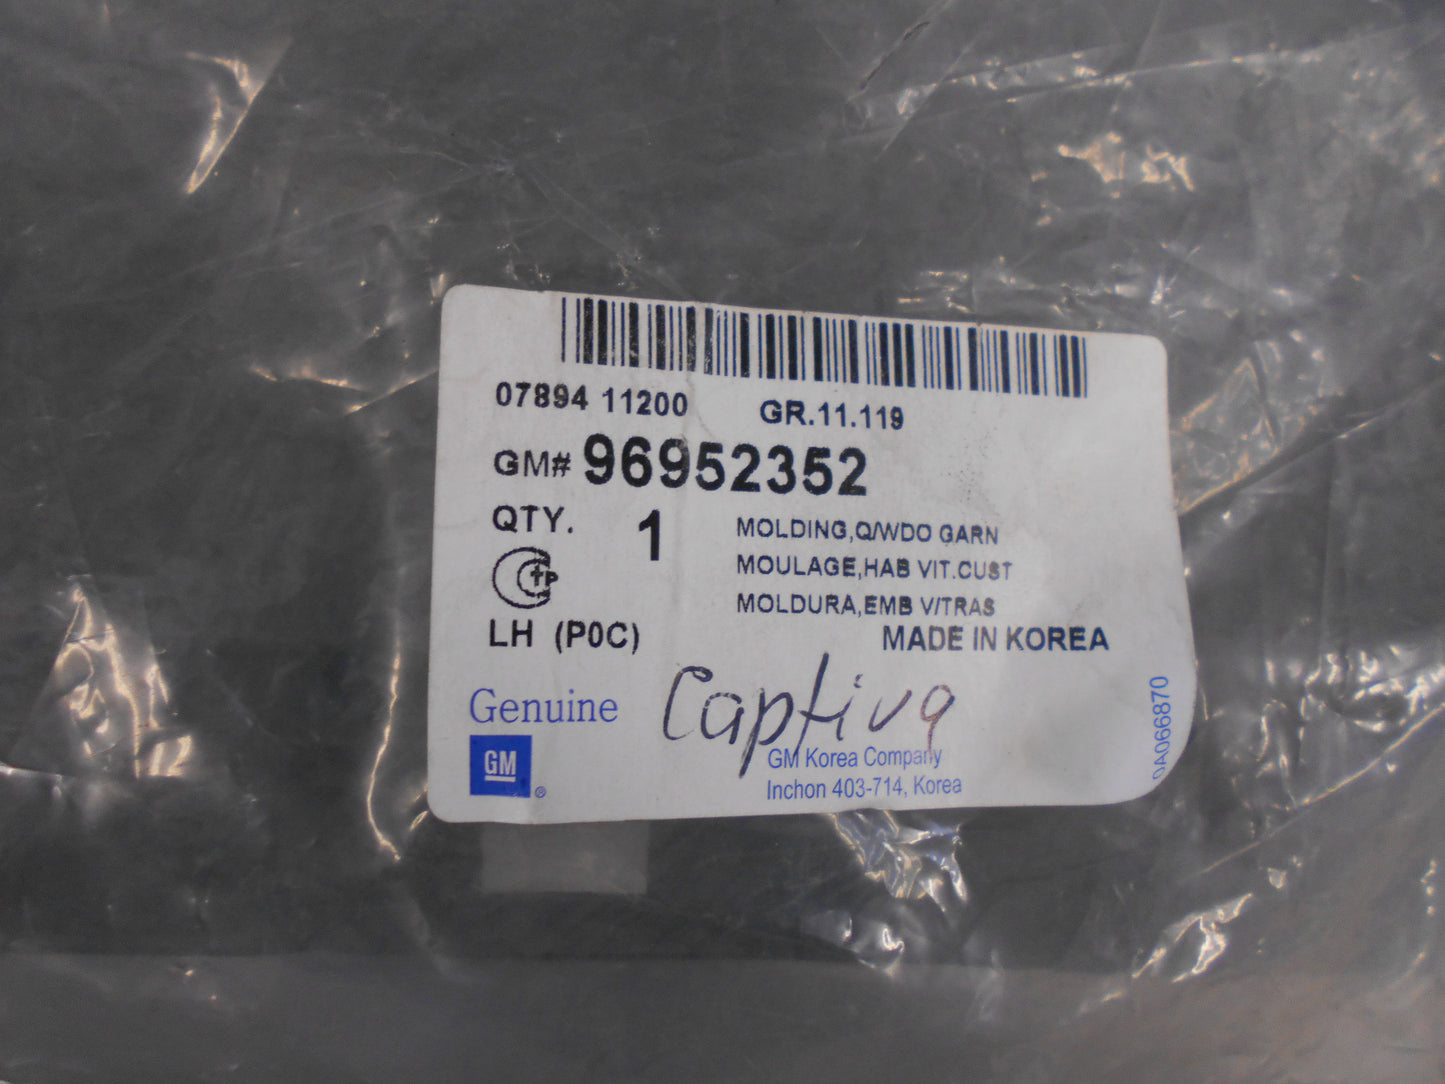 07894 11200 GR.11.119
GM# 96952352
QTY. 1
MOLDING,Q/WDO GARN
MOULAGE,HAB VIT.CUST
MOLDURA,EMB V/TRAS
LH (P0C)
MADE IN KOREA
Genuine
Captiva
GM
®
GM Korea Company
Inchon 403-714, Korea
0A066870